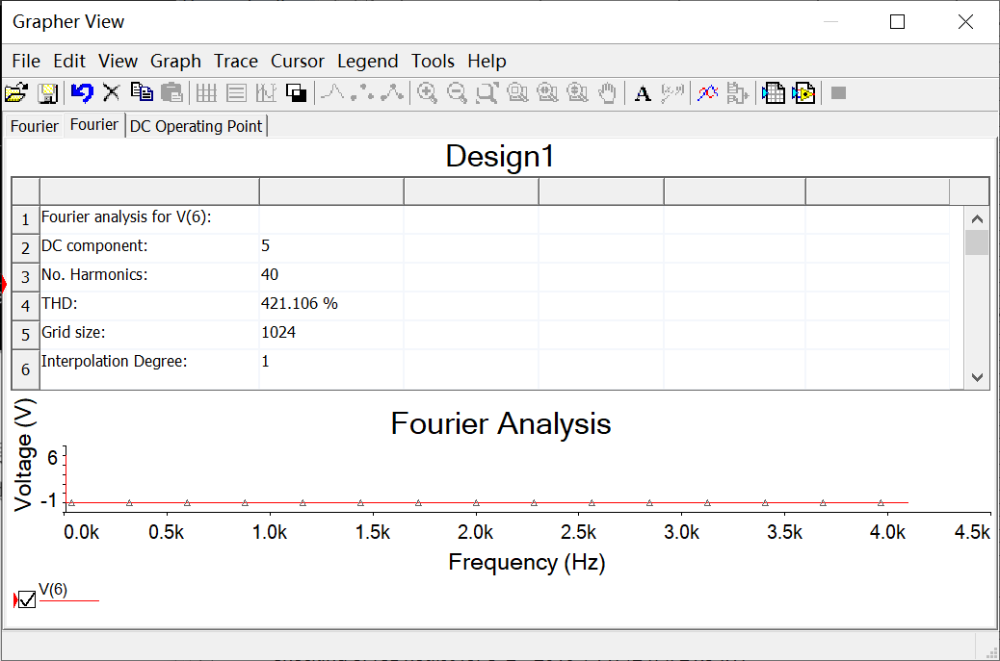 Grapher View
File Edit View Graph Trace Cursor Legend Tools Help
A
Fourier Fourier DC Operating Point
Design1
1 Fourier analysis for V(6):
2 DC component: 5
3 No. Harmonics: 40
4 THD: 421.106 %
5 Grid size: 1024
6 Interpolation Degree: 1
Fourier Analysis
Voltage (V)
6
-1
0.0k 0.5k 1.0k 1.5k 2.0k 2.5k 3.0k 3.5k 4.0k 4.5k
Frequency (Hz)
V(6)